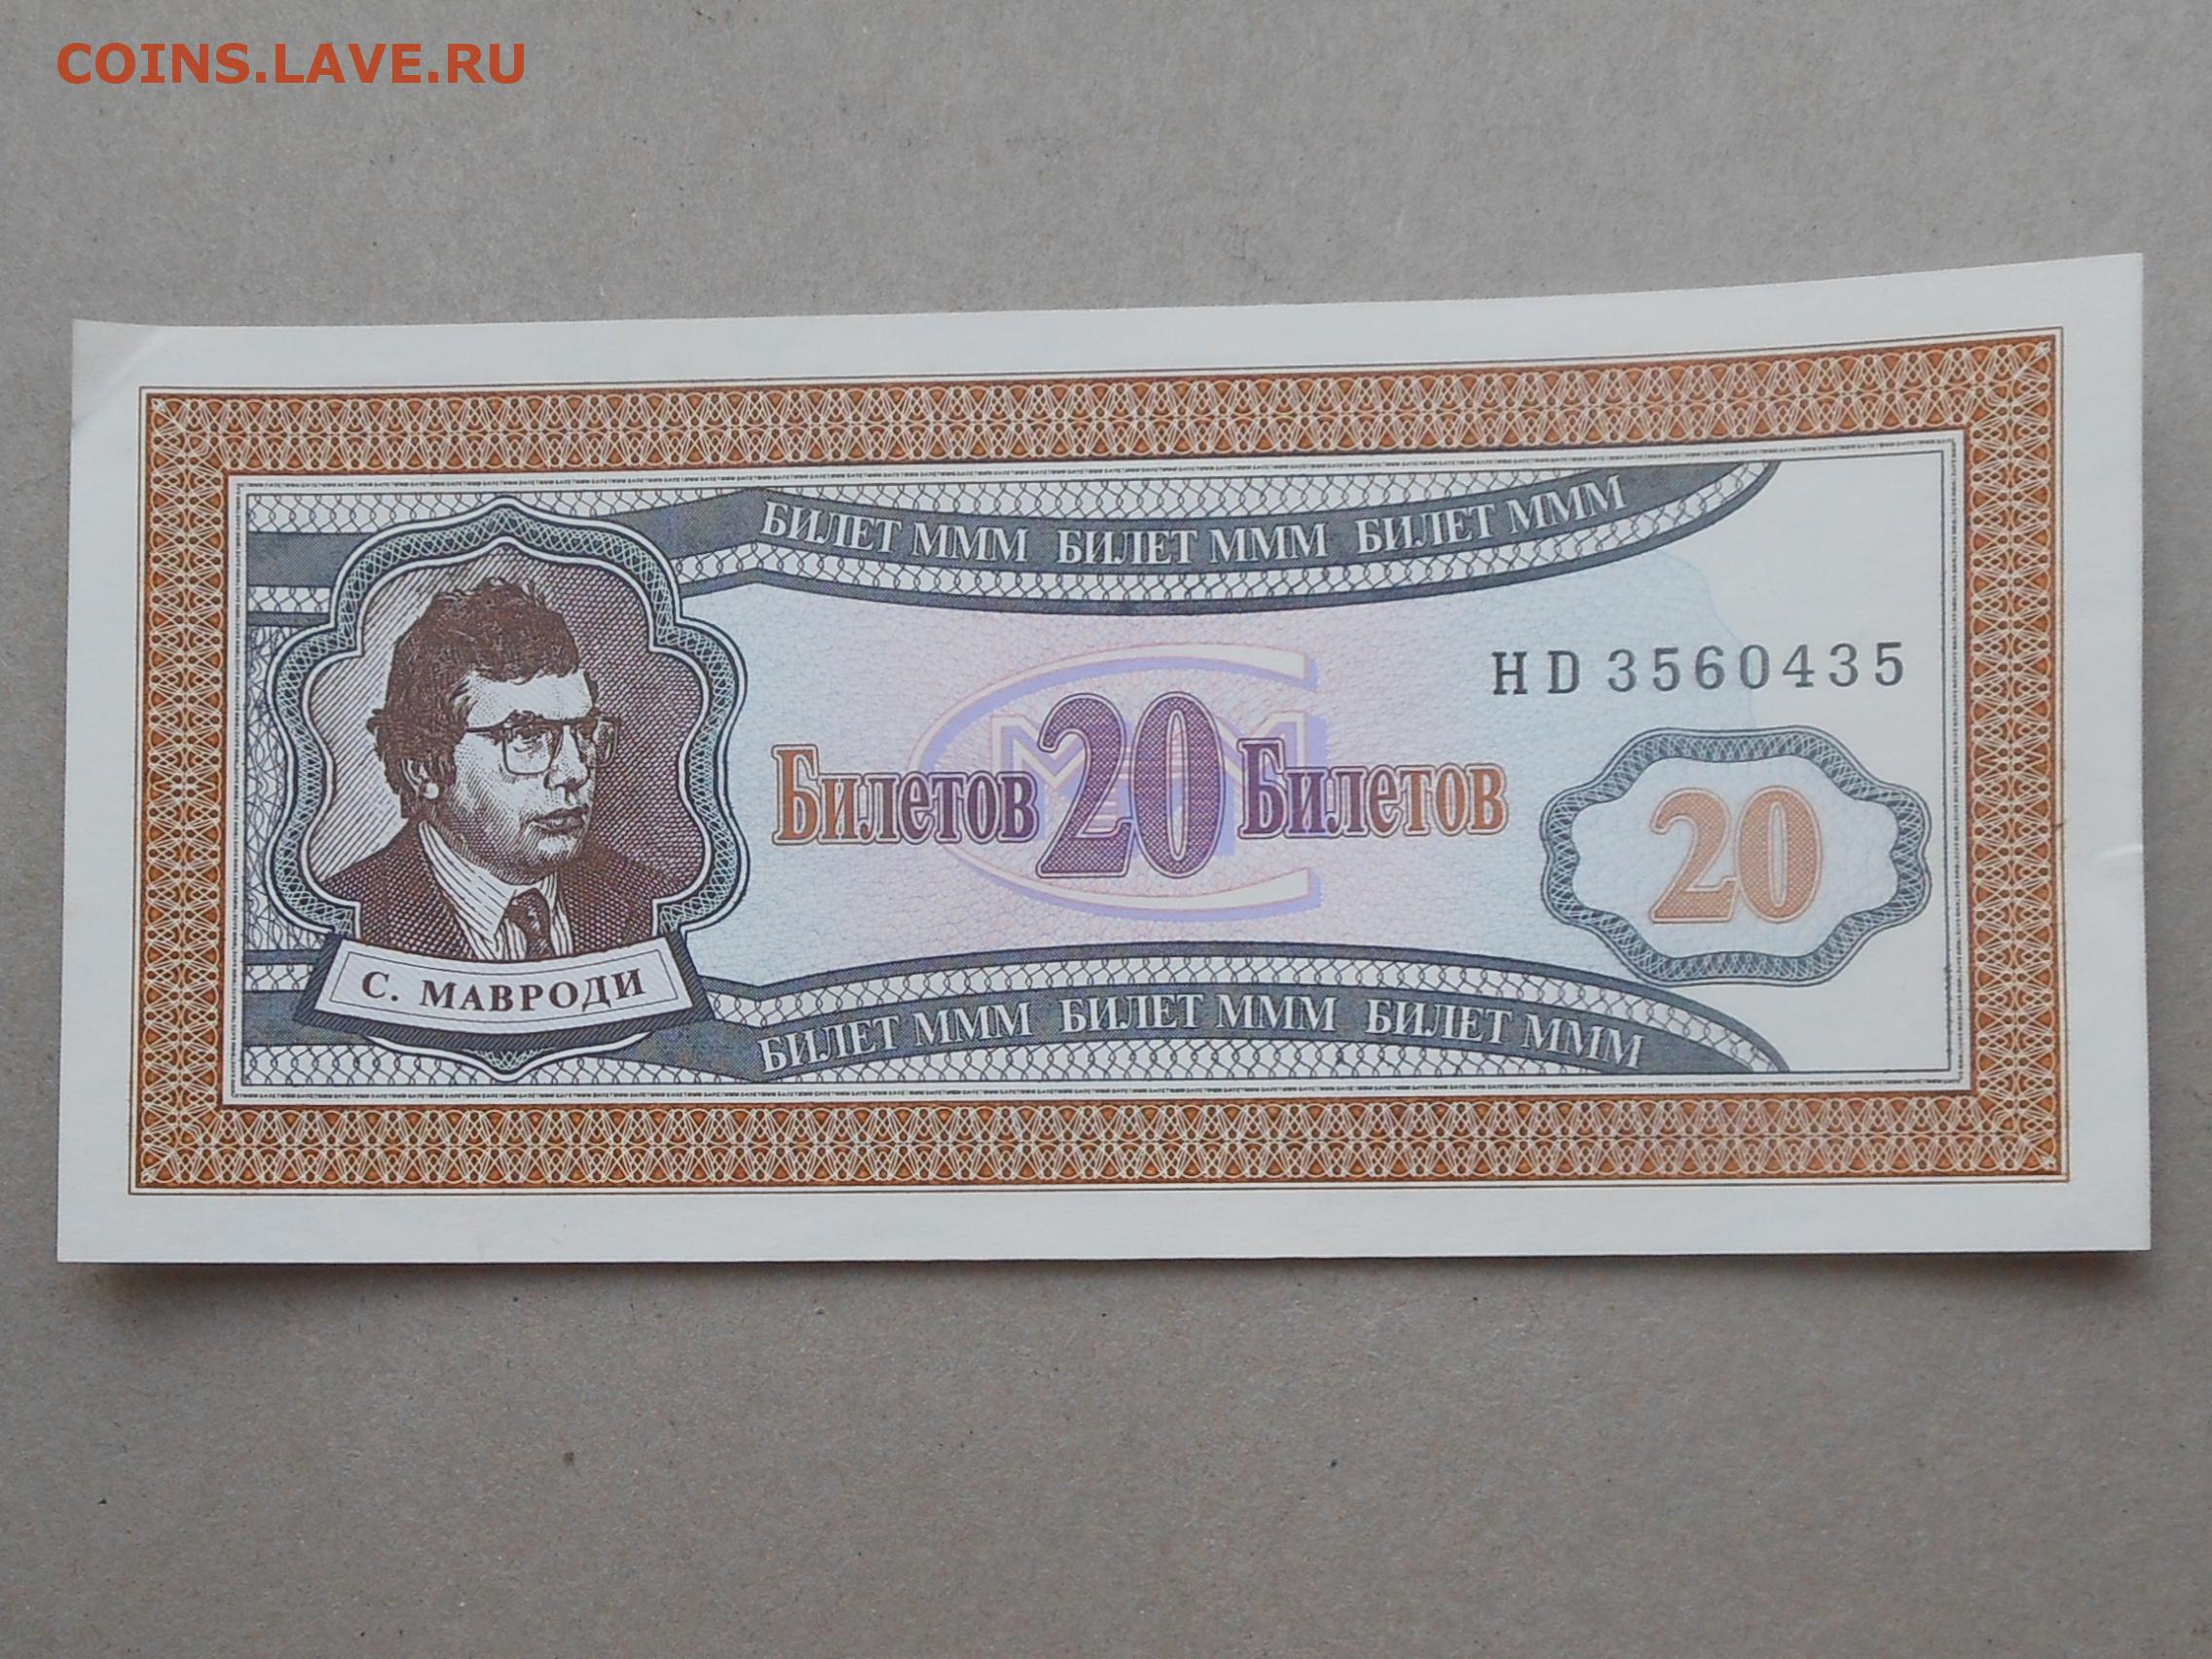 COINS.LAVE.RU
БИЛЕТ МММ БИЛЕТ МММ БИЛЕТ МММ
HD 3560435
Билетов 20 Билетов
20
С. МАВРОДИ
БИЛЕТ МММ БИЛЕТ МММ БИЛЕТ МММ